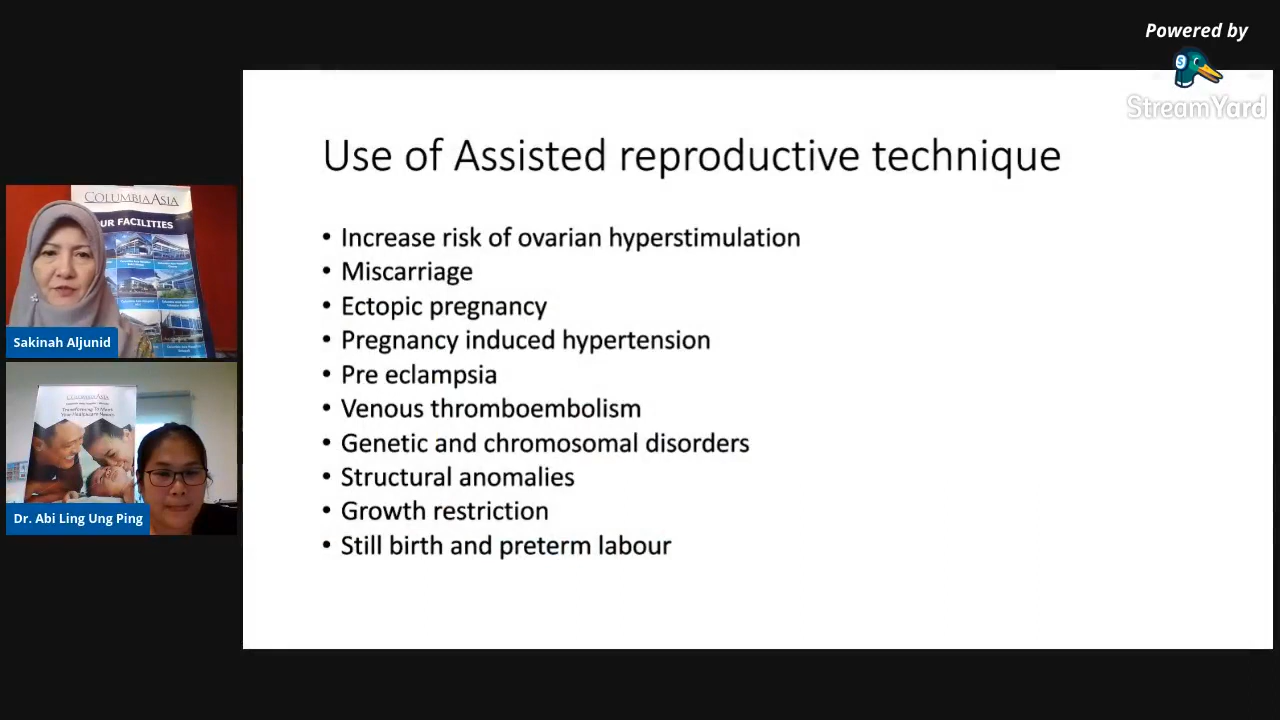 Powered by
StreamYard
Use of Assisted reproductive technique
• Increase risk of ovarian hyperstimulation
• Miscarriage
• Ectopic pregnancy
• Pregnancy induced hypertension
• Pre eclampsia
• Venous thromboembolism
• Genetic and chromosomal disorders
• Structural anomalies
• Growth restriction
• Still birth and preterm labour
COLUMBIA ASIA
UR FACILITIES
Sakinah Aljunid
COLUMBIA ASIA
Dr. Abi Ling Ung Ping